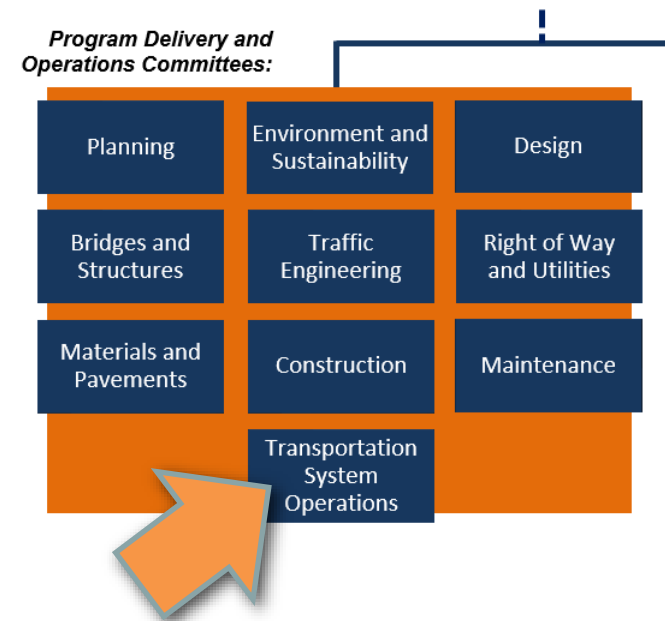 Program Delivery and
Operations Committees:
Planning
Environment and
Sustainability
Design
Bridges and
Structures
Traffic
Engineering
Right of Way
and Utilities
Materials and
Pavements
Construction
Maintenance
Transportation
System
Operations